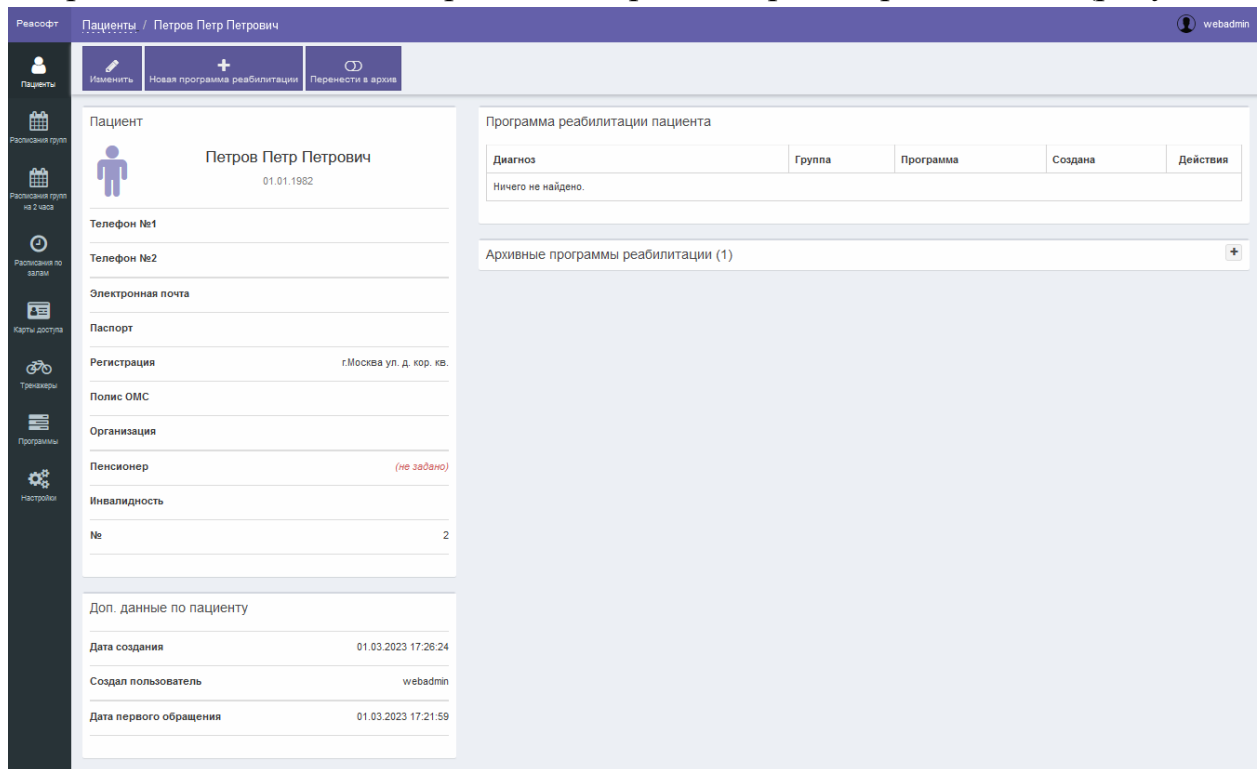 Реасофт
Пациенты / Петров Петр Петрович
webadmin
Пациенты
Расписания групп
Расписания групп
на 2 часа
Расписания по
залам
Карты доступа
Тренажеры
Программы
Настройки
Изменить
Новая программа реабилитации
Перенести в архив
Пациент
Петров Петр Петрович
01.01.1982
Телефон №1
Телефон №2
Электронная почта
Паспорт
Регистрация г.Москва ул. д. кор. кв.
Полис ОМС
Организация
Пенсионер (не задано)
Инвалидность
№ 2
Доп. данные по пациенту
Дата создания 01.03.2023 17:26:24
Создал пользователь webadmin
Дата первого обращения 01.03.2023 17:21:59
Программа реабилитации пациента
Диагноз Группа Программа Создана Действия
Ничего не найдено.
Архивные программы реабилитации (1)